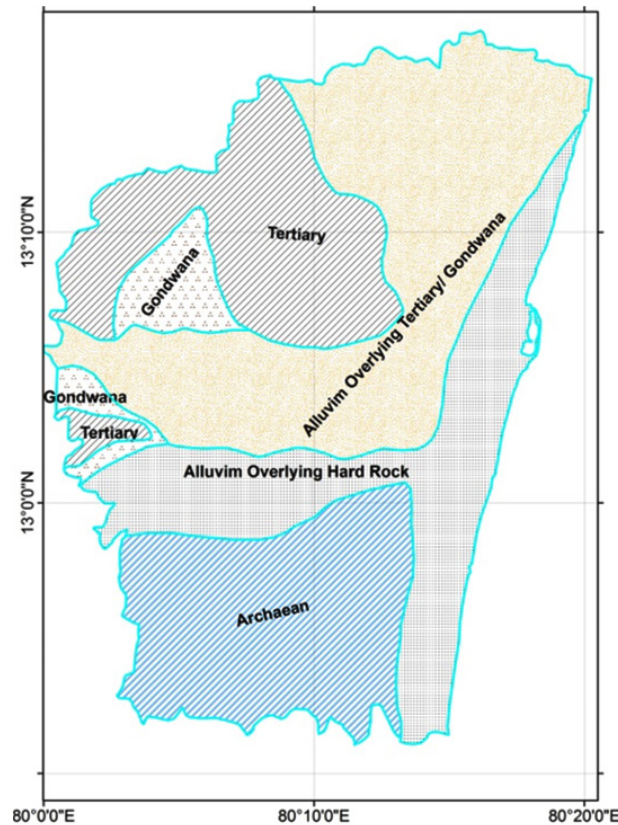 13°10'0"N
Tertiary
Gondwana
Alluvim Overlying Tertiary/ Gondwana
Gondwana
Tertiary
Alluvim Overlying Hard Rock
13°0'0"N
Archaean
80°0'0"E
80°10'0"E
80°20'0"E